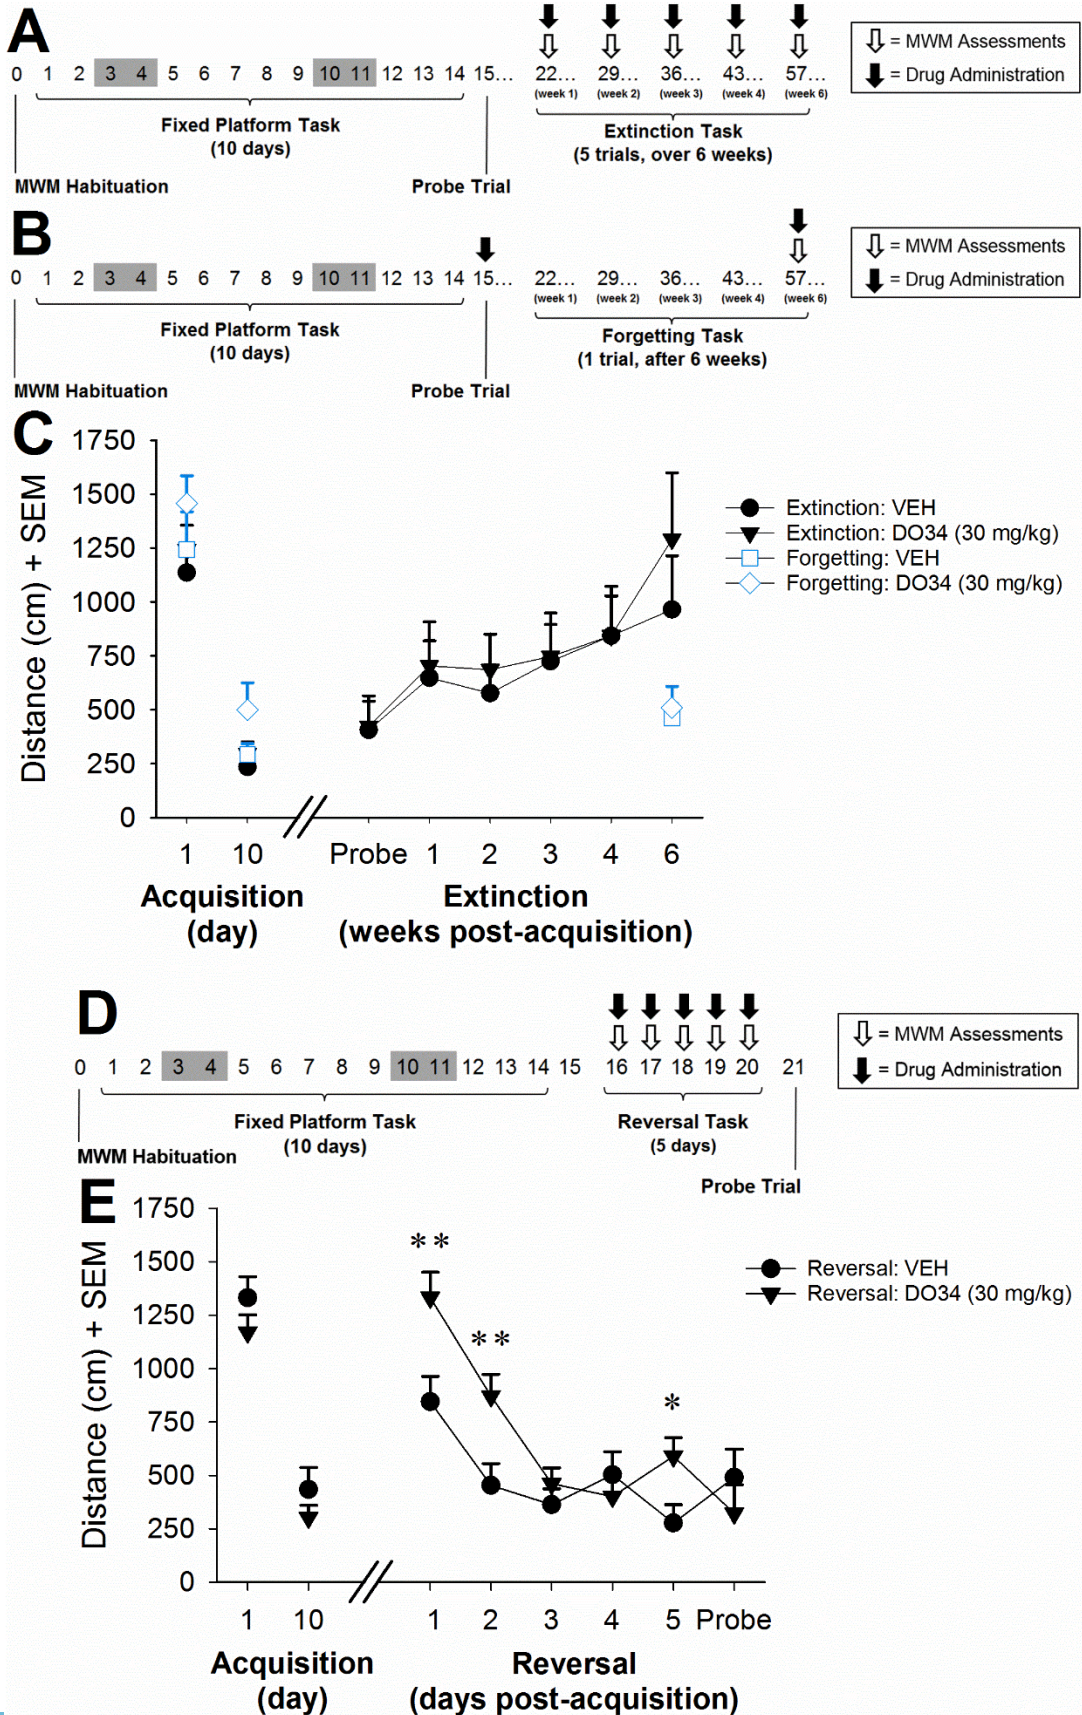 A
0 1 2 3 4 5 6 7 8 9 10 11 12 13 14 15... 22... 29... 36... 43... 57...
(week 1) (week 2) (week 3) (week 4) (week 6)
= MWM Assessments
= Drug Administration
Fixed Platform Task
(10 days)
Extinction Task
(5 trials, over 6 weeks)
MWM Habituation
Probe Trial
B
0 1 2 3 4 5 6 7 8 9 10 11 12 13 14 15... 22... 29... 36... 43... 57...
(week 1) (week 2) (week 3) (week 4) (week 6)
= MWM Assessments
= Drug Administration
Fixed Platform Task
(10 days)
Forgetting Task
(1 trial, after 6 weeks)
MWM Habituation
Probe Trial
C
Distance (cm) + SEM
1750
1500
1250
1000
750
500
250
0
Extinction: VEH
Extinction: DO34 (30 mg/kg)
Forgetting: VEH
Forgetting: DO34 (30 mg/kg)
1 10 Probe 1 2 3 4 6
Acquisition
(day)
Extinction
(weeks post-acquisition)
D
0 1 2 3 4 5 6 7 8 9 10 11 12 13 14 15 16 17 18 19 20 21
= MWM Assessments
= Drug Administration
Fixed Platform Task
(10 days)
Reversal Task
(5 days)
MWM Habituation
Probe Trial
E
Distance (cm) + SEM
1750
1500
1250
1000
750
500
250
0
**
**
*
Reversal: VEH
Reversal: DO34 (30 mg/kg)
1 10 1 2 3 4 5 Probe
Acquisition
(day)
Reversal
(days post-acquisition)